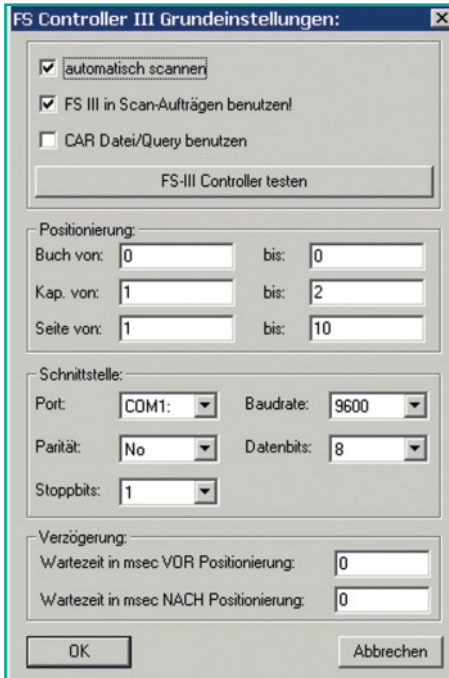 FS Controller III Grundeinstellungen:
automatisch scannen
FS III in Scan-Aufträgen benutzen!
CAR Datei/Query benutzen
FS-III Controller testen
Positionierung:
Buch von: 0 bis: 0
Kap. von: 1 bis: 2
Seite von: 1 bis: 10
Schnittstelle:
Port: COM1: Baudrate: 9600
Parität: No Datenbits: 8
Stoppbits: 1
Verzögerung:
Wartezeit in msec VOR Positionierung: 0
Wartezeit in msec NACH Positionierung: 0
OK Abbrechen